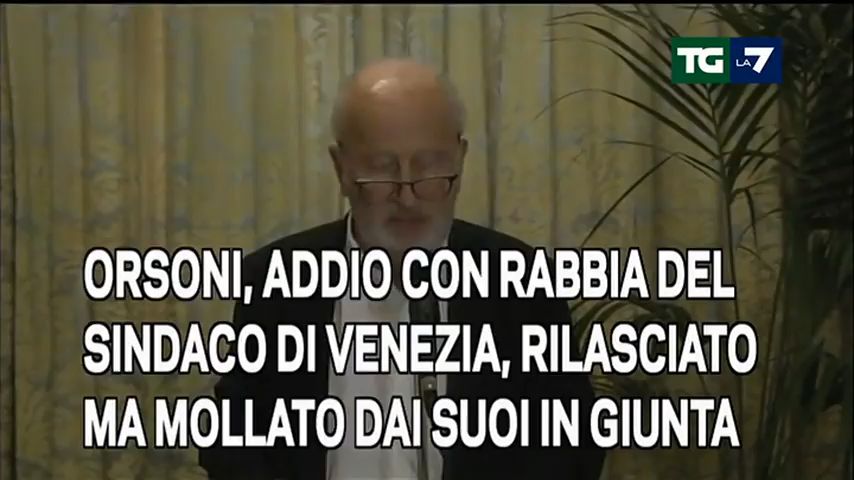 TG LA7
ORSONI, ADDIO CON RABBIA DEL
SINDACO DI VENEZIA, RILASCIATO
MA MOLLATO DAI SUOI IN GIUNTA